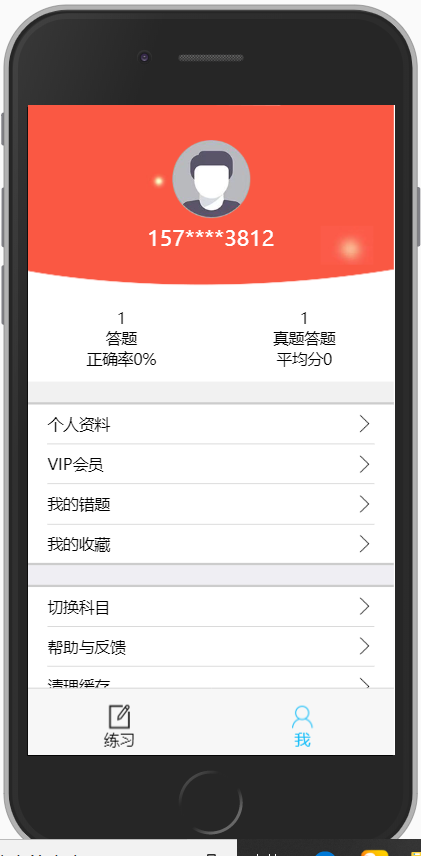 157****3812
1
答题
正确率0%
1
真题答题
平均分0
个人资料
VIP会员
我的错题
我的收藏
切换科目
帮助与反馈
清理缓存
练习
我